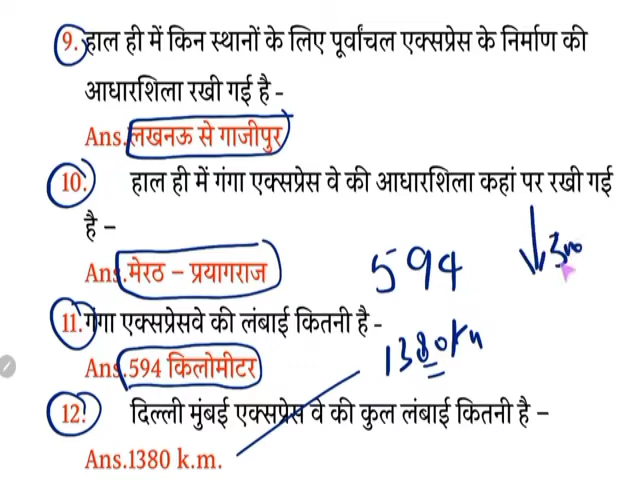 9. हाल ही में किन स्थानों के लिए पूर्वांचल एक्सप्रेस के निर्माण की
आधारशिला रखी गई है -
Ans.लखनऊ से गाजीपुर
10. हाल ही में गंगा एक्सप्रेस वे की आधारशिला कहां पर रखी गई
है -
Ans.मेरठ – प्रयागराज
594
11. गंगा एक्सप्रेसवे की लंबाई कितनी है -
1380km
Ans.594 किलोमीटर
12. दिल्ली मुंबई एक्सप्रेस वे की कुल लंबाई कितनी है –
Ans.1380 k.m.